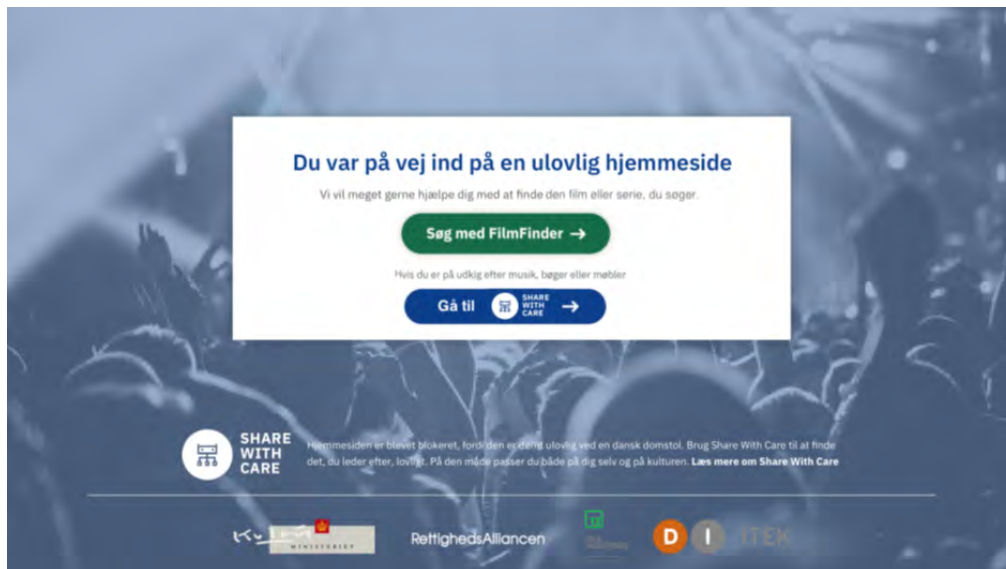 Du var på vej ind på en ulovlig hjemmeside
Vi vil meget gerne hjælpe dig med at finde den film eller serie, du søger.
Søg med FilmFinder →
Hvis du er på udkig efter musik, bøger eller møbler
Gå til SHARE WITH CARE →
SHARE WITH CARE
Hjemmesiden er blevet blokeret, fordi den er dømt ulovlig ved en dansk domstol. Brug Share With Care til at finde
det, du leder efter, lovligt. På den måde passer du både på dig selv og på kulturen. Læs mere om Share With Care
MINISTERIET
RettighedsAlliancen
DI ITEK